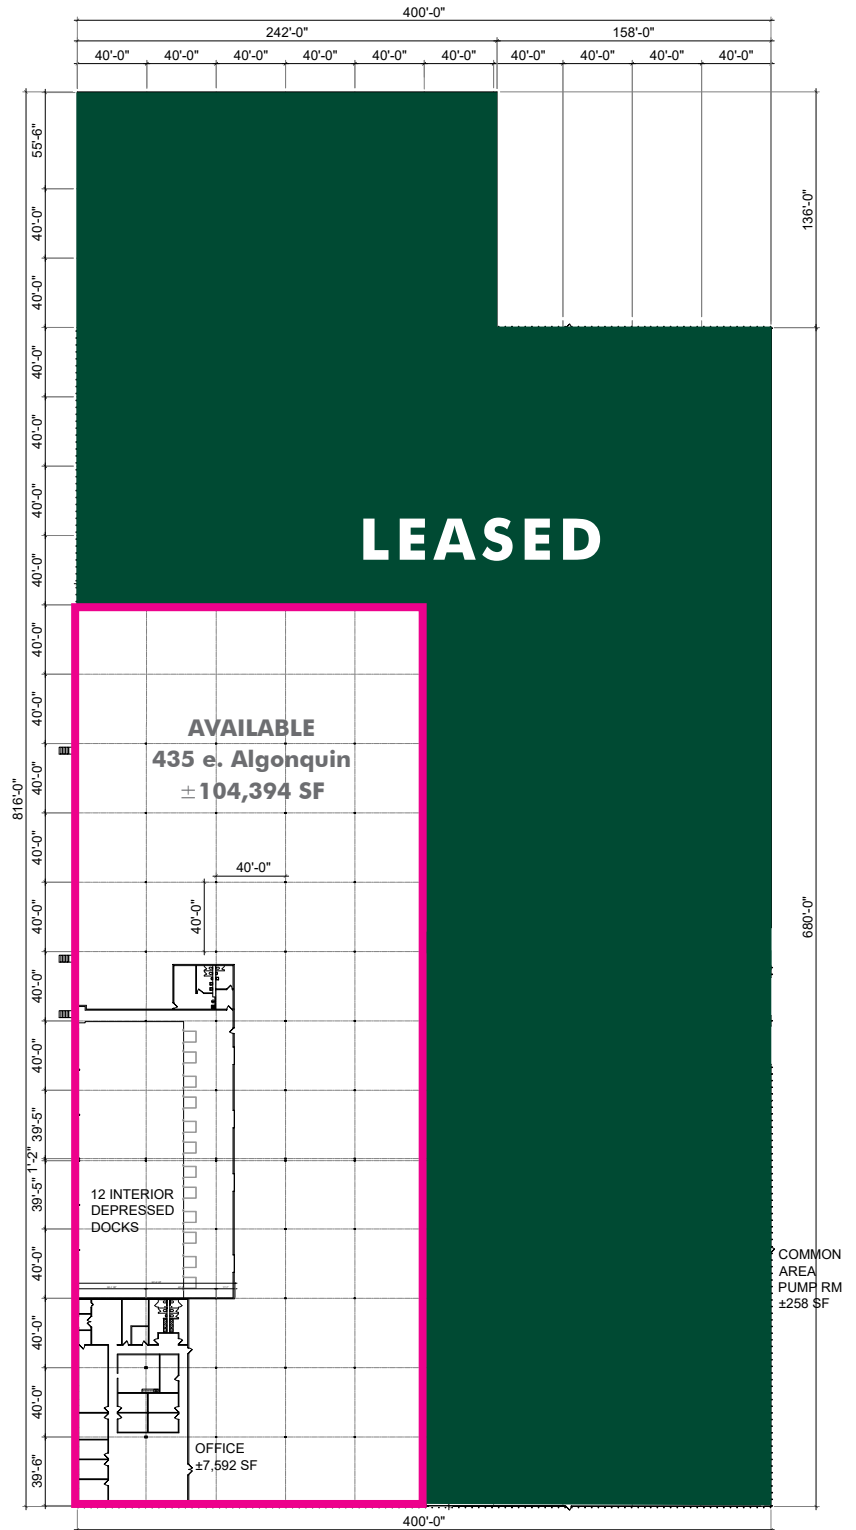 400'-0"
242'-0" 158'-0"
40'-0" 40'-0" 40'-0" 40'-0" 40'-0" 40'-0" 40'-0" 40'-0" 40'-0" 40'-0"
55'-6"
40'-0"
40'-0"
40'-0"
40'-0"
40'-0"
40'-0"
40'-0"
40'-0"
40'-0"
40'-0"
40'-0"
40'-0"
40'-0"
39'-5"
1'-2"
39'-5"
40'-0"
40'-0"
40'-0"
39'-6"
816'-0"
136'-0"
680'-0"
LEASED
AVAILABLE
435 e. Algonquin
±104,394 SF
40'-0"
40'-0"
12 INTERIOR
DEPRESSED
DOCKS
COMMON
AREA
PUMP RM
±258 SF
OFFICE
±7,592 SF
400'-0"